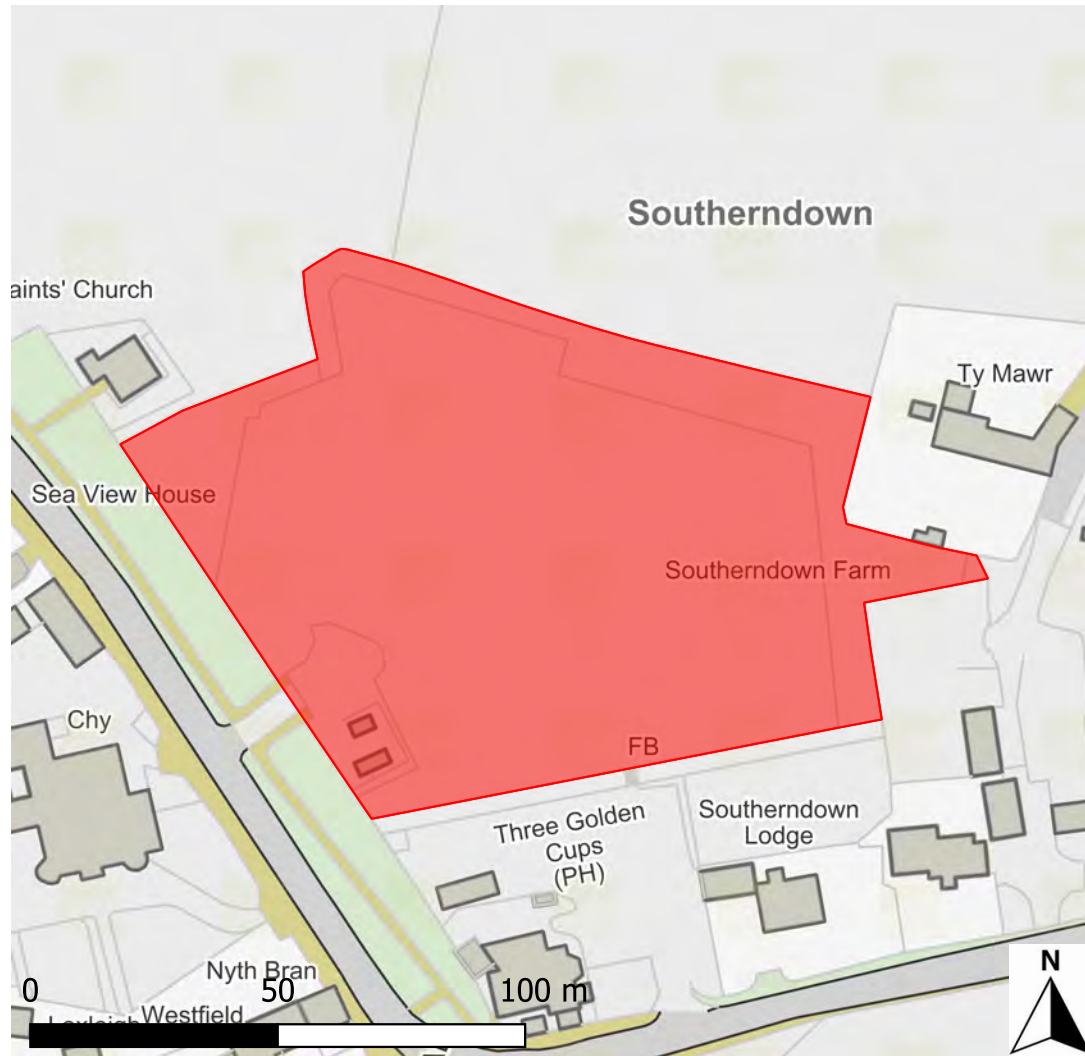 Southerndown
aints' Church
Ty Mawr
Sea View House
Southerndown Farm
Chy
FB
Three Golden
Cups
(PH)
Southerndown
Lodge
Nyth Bran
N
0
50
100 m
Westfield